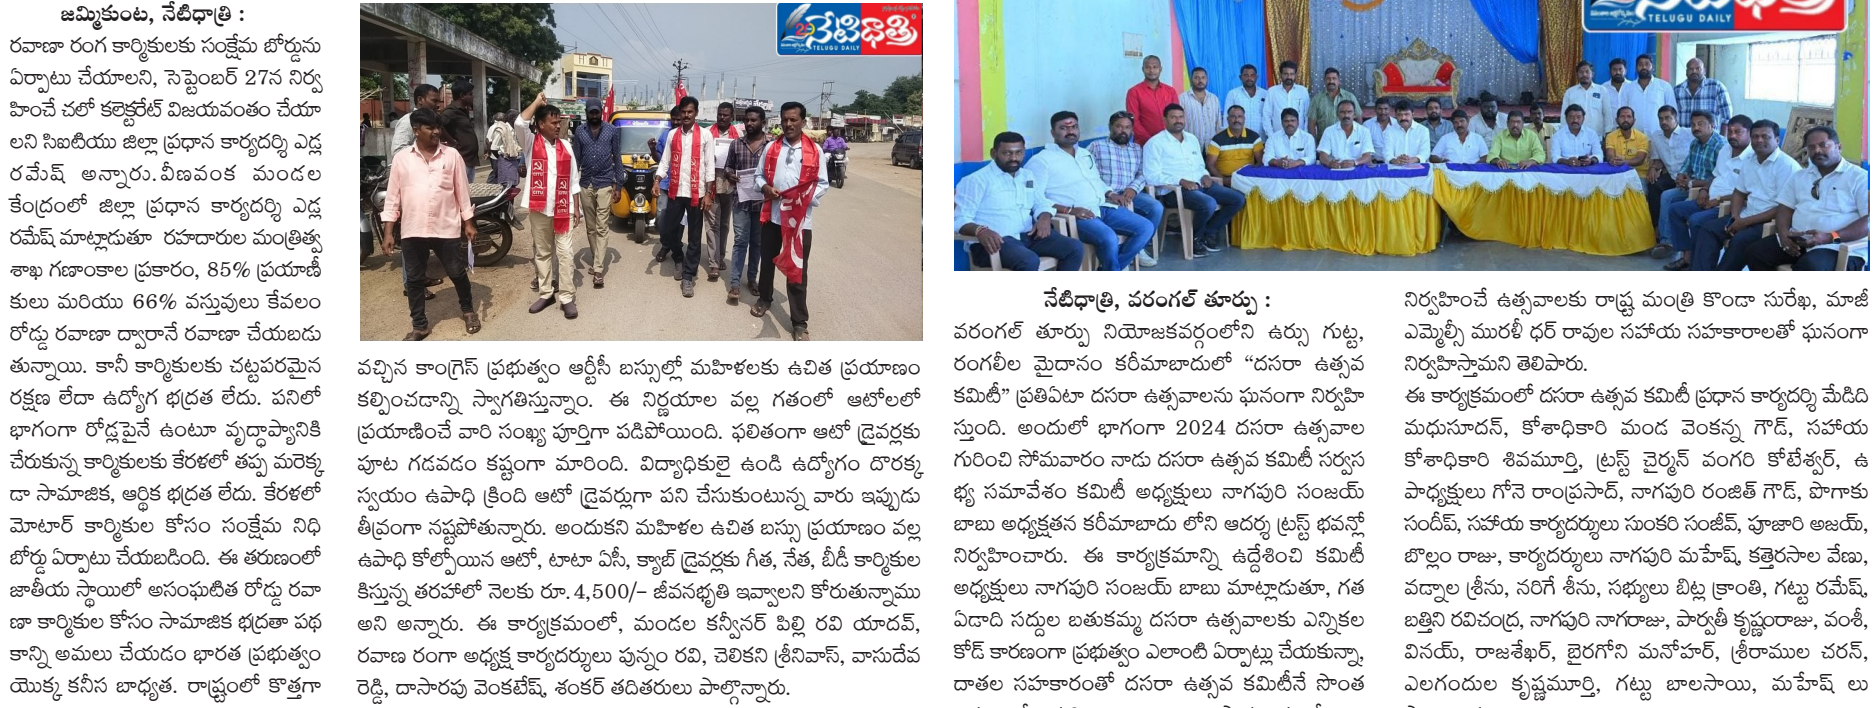 జమ్మికుంట, నేటిధాత్రి :
రవాణా రంగ కార్మికులకు సంక్షేమ బోర్డును
ఏర్పాటు చేయాలని, సెప్టెంబర్ 27న నిర్వ
హించే చలో కలెక్టరేట్ విజయవంతం చేయా
లని సిఐటియు జిల్లా ప్రధాన కార్యదర్శి ఎడ్ల
రమేష్ అన్నారు.వీణవంక మండల
కేంద్రంలో జిల్లా ప్రధాన కార్యదర్శి ఎడ్ల
రమేష్ మాట్లాడుతూ రహదారుల మంత్రిత్వ
శాఖ గణాంకాల ప్రకారం, 85% ప్రయాణీ
కులు మరియు 66% వస్తువులు కేవలం
రోడ్డు రవాణా ద్వారానే రవాణా చేయబడు
తున్నాయి. కానీ కార్మికులకు చట్టపరమైన
రక్షణ లేదా ఉద్యోగ భద్రత లేదు. పనిలో
భాగంగా రోడ్లపైనే ఉంటూ వృద్ధాప్యానికి
చేరుకున్న కార్మికులకు కేరళలో తప్ప మరెక్క
డా సామాజిక, ఆర్థిక భద్రత లేదు. కేరళలో
మోటార్ కార్మికుల కోసం సంక్షేమ నిధి
బోర్డు ఏర్పాటు చేయబడింది. ఈ తరుణంలో
జాతీయ స్థాయిలో అసంఘటిత రోడ్డు రవా
ణా కార్మికుల కోసం సామాజిక భద్రతా పథ
కాన్ని అమలు చేయడం భారత ప్రభుత్వం
యొక్క కనీస బాధ్యత. రాష్ట్రంలో కొత్తగా
నేటిధాత్రి
TELUGU DAILY
వచ్చిన కాంగ్రెస్ ప్రభుత్వం ఆర్టీసీ బస్సుల్లో మహిళలకు ఉచిత ప్రయాణం
కల్పించడాన్ని స్వాగతిస్తున్నాం. ఈ నిర్ణయాల వల్ల గతంలో ఆటోలలో
ప్రయాణించే వారి సంఖ్య పూర్తిగా పడిపోయింది. ఫలితంగా ఆటో డ్రైవర్లకు
పూట గడవడం కష్టంగా మారింది. విద్యాధికులై ఉండి ఉద్యోగం దొరక్క
స్వయం ఉపాధి క్రింది ఆటో డ్రైవర్లుగా పని చేసుకుంటున్న వారు ఇప్పుడు
తీవ్రంగా నష్టపోతున్నారు. అందుకని మహిళల ఉచిత బస్సు ప్రయాణం వల్ల
ఉపాధి కోల్పోయిన ఆటో, టాటా ఏసీ, క్యాబ్ డ్రైవర్లకు గీత, నేత, బీడీ కార్మికుల
కిస్తున్న తరహాలో నెలకు రూ.4,500/- జీవనభృతి ఇవ్వాలని కోరుతున్నాము
అని అన్నారు. ఈ కార్యక్రమంలో, మండల కన్వీనర్ పిల్లి రవి యాదవ్,
రవాణ రంగా అధ్యక్ష కార్యదర్శులు పున్నం రవి, చెలికని శ్రీనివాస్, వాసుదేవ
రెడ్డి, దాసారపు వెంకటేష్, శంకర్ తదితరులు పాల్గొన్నారు.
TELUGU DAILY
నేటిధాత్రి, వరంగల్ తూర్పు :
వరంగల్ తూర్పు నియోజకవర్గంలోని ఉర్సు గుట్ట,
రంగలీల మైదానం కరీమాబాదులో “దసరా ఉత్సవ
కమిటీ” ప్రతిఏటా దసరా ఉత్సవాలను ఘనంగా నిర్వహి
స్తుంది. అందులో భాగంగా 2024 దసరా ఉత్సవాల
గురించి సోమవారం నాడు దసరా ఉత్సవ కమిటీ సర్వస
భ్య సమావేశం కమిటీ అధ్యక్షులు నాగపురి సంజయ్
బాబు అధ్యక్షతన కరీమాబాదు లోని ఆదర్శ ట్రస్ట్ భవన్లో
నిర్వహించారు. ఈ కార్యక్రమాన్ని ఉద్దేశించి కమిటీ
అధ్యక్షులు నాగపురి సంజయ్ బాబు మాట్లాడుతూ, గత
ఏడాది సద్దుల బతుకమ్మ దసరా ఉత్సవాలకు ఎన్నికల
కోడ్ కారణంగా ప్రభుత్వం ఎలాంటి ఏర్పాట్లు చేయకున్నా,
దాతల సహకారంతో దసరా ఉత్సవ కమిటీనే సొంత
నిర్వహించే ఉత్సవాలకు రాష్ట్ర మంత్రి కొండా సురేఖ, మాజీ
ఎమ్మెల్సీ మురళీ ధర్ రావుల సహాయ సహకారాలతో ఘనంగా
నిర్వహిస్తామని తెలిపారు.
ఈ కార్యక్రమంలో దసరా ఉత్సవ కమిటీ ప్రధాన కార్యదర్శి మేడిది
మధుసూదన్, కోశాధికారి మండ వెంకన్న గౌడ్, సహాయ
కోశాధికారి శివమూర్తి, ట్రస్ట్ చైర్మన్ వంగరి కోటేశ్వర్, ఉ
పాధ్యక్షులు గోనె రాంప్రసాద్, నాగపురి రంజిత్ గౌడ్, పొగాకు
సందీప్, సహాయ కార్యదర్శులు సుంకరి సంజీవ్, పూజారి అజయ్,
బొల్లం రాజు, కార్యదర్శులు నాగపురి మహేష్, కత్తెరసాల వేణు,
వడ్నాల శ్రీను, నరిగే శీను, సభ్యులు బిట్ల క్రాంతి, గట్టు రమేష్,
బత్తిని రవిచంద్ర, నాగపురి నాగరాజు, పార్వతీ కృష్ణంరాజు, వంశీ,
వినయ్, రాజశేఖర్, బైరగోని మనోహర్, శ్రీరాముల చరన్,
ఎలగందుల కృష్ణమూర్తి, గట్టు బాలసాయి, మహేష్ లు